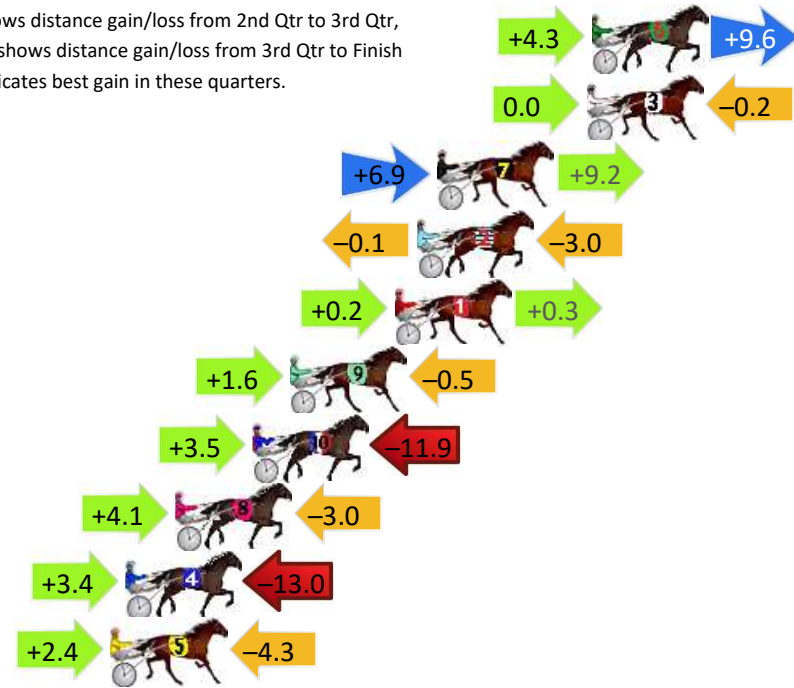 ows distance gain/loss from 2nd Qtr to 3rd Qtr,
shows distance gain/loss from 3rd Qtr to Finish
icates best gain in these quarters.
+4.3 6 +9.6
0.0 3 –0.2
+6.9 7 +9.2
–0.1 2 –3.0
+0.2 1 +0.3
+1.6 9 –0.5
+3.5 10 –11.9
+4.1 8 –3.0
+3.4 4 –13.0
+2.4 5 –4.3